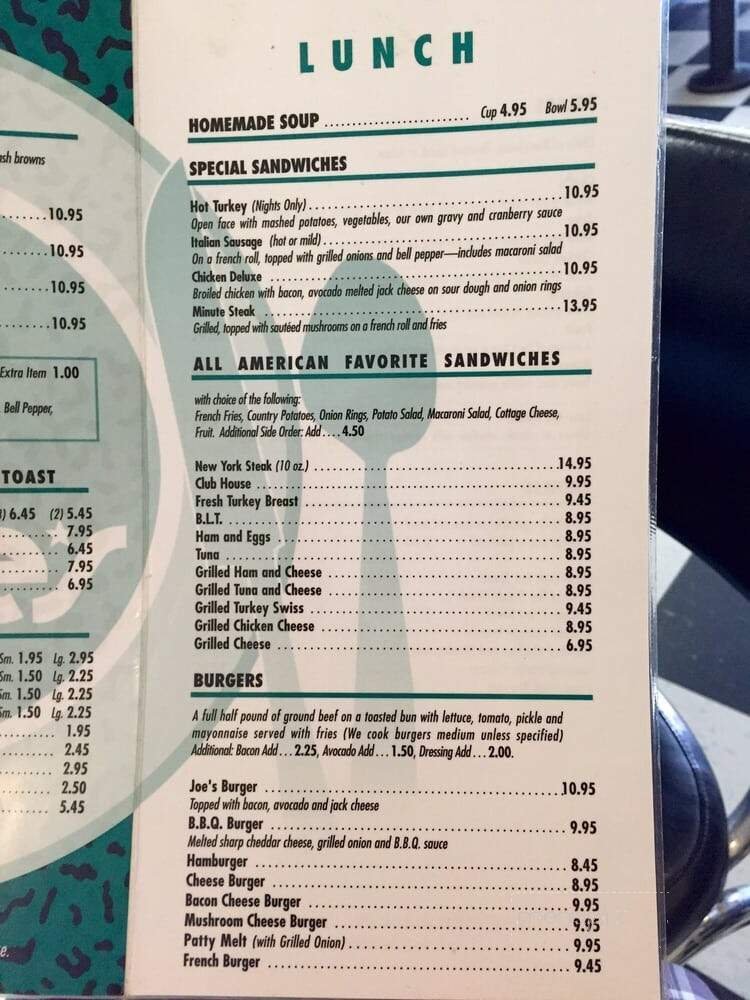 ash browns
10.95
10.95
10.95
10.95
Extra Item 1.00
Bell Pepper,
TOAST
6.45 (2) 5.45
7.95
6.45
7.95
6.95
Sm. 1.95 Lg. 2.95
Sm. 1.50 Lg. 2.25
Sm. 1.50 Lg. 2.25
Sm. 1.50 Lg. 2.25
1.95
2.45
2.95
2.50
5.45
e's
e.
LUNCH
HOMEMADE SOUP ........................ Cup 4.95 Bowl 5.95
SPECIAL SANDWICHES
Hot Turkey (Nights Only) ........................ 10.95
Open face with mashed potatoes, vegetables, our own gravy and cranberry sauce
Italian Sausage (hot or mild) ........................ 10.95
On a french roll, topped with grilled onions and bell pepper—includes macaroni salad
Chicken Deluxe ........................ 10.95
Broiled chicken with bacon, avocado melted jack cheese on sour dough and onion rings
Minute Steak ........................ 13.95
Grilled, topped with sautéed mushrooms on a french roll and fries
ALL AMERICAN FAVORITE SANDWICHES
with choice of the following:
French Fries, Country Potatoes, Onion Rings, Potato Salad, Macaroni Salad, Cottage Cheese,
Fruit. Additional Side Order: Add .... 4.50
New York Steak (10 oz.) ........................ 14.95
Club House ........................ 9.95
Fresh Turkey Breast ........................ 9.45
B.L.T. ........................ 8.95
Ham and Eggs ........................ 8.95
Tuna ........................ 8.95
Grilled Ham and Cheese ........................ 8.95
Grilled Tuna and Cheese ........................ 8.95
Grilled Turkey Swiss ........................ 9.45
Grilled Chicken Cheese ........................ 8.95
Grilled Cheese ........................ 6.95
BURGERS
A full half pound of ground beef on a toasted bun with lettuce, tomato, pickle and
mayonnaise served with fries (We cook burgers medium unless specified)
Additional: Bacon Add ... 2.25, Avocado Add ... 1.50, Dressing Add ... 2.00.
Joe's Burger ........................ 10.95
Topped with bacon, avocado and jack cheese
B.B.Q. Burger ........................ 9.95
Melted sharp cheddar cheese, grilled onion and B.B.Q. sauce
Hamburger ........................ 8.45
Cheese Burger ........................ 8.95
Bacon Cheese Burger ........................ 9.95
Mushroom Cheese Burger ........................ 9.95
Patty Melt (with Grilled Onion) ........................ 9.95
French Burger ........................ 9.45